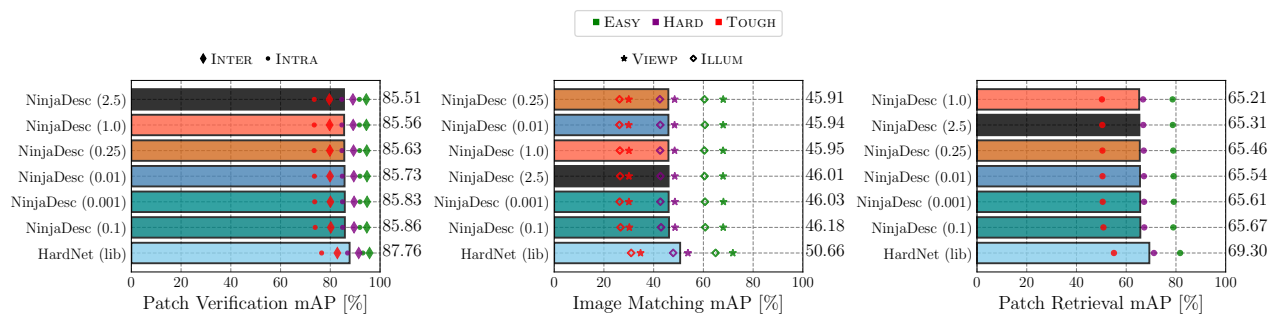 EASY HARD TOUGH
INTER INTRA
NinjaDesc (2.5) 85.51
NinjaDesc (1.0) 85.56
NinjaDesc (0.25) 85.63
NinjaDesc (0.01) 85.73
NinjaDesc (0.001) 85.83
NinjaDesc (0.1) 85.86
HardNet (lib) 87.76
0 20 40 60 80 100
Patch Verification mAP [%]
VIEWP ILLUM
NinjaDesc (0.25) 45.91
NinjaDesc (0.01) 45.94
NinjaDesc (1.0) 45.95
NinjaDesc (2.5) 46.01
NinjaDesc (0.001) 46.03
NinjaDesc (0.1) 46.18
HardNet (lib) 50.66
0 20 40 60 80 100
Image Matching mAP [%]
NinjaDesc (1.0) 65.21
NinjaDesc (2.5) 65.31
NinjaDesc (0.25) 65.46
NinjaDesc (0.01) 65.54
NinjaDesc (0.001) 65.61
NinjaDesc (0.1) 65.67
HardNet (lib) 69.30
0 20 40 60 80 100
Patch Retrieval mAP [%]